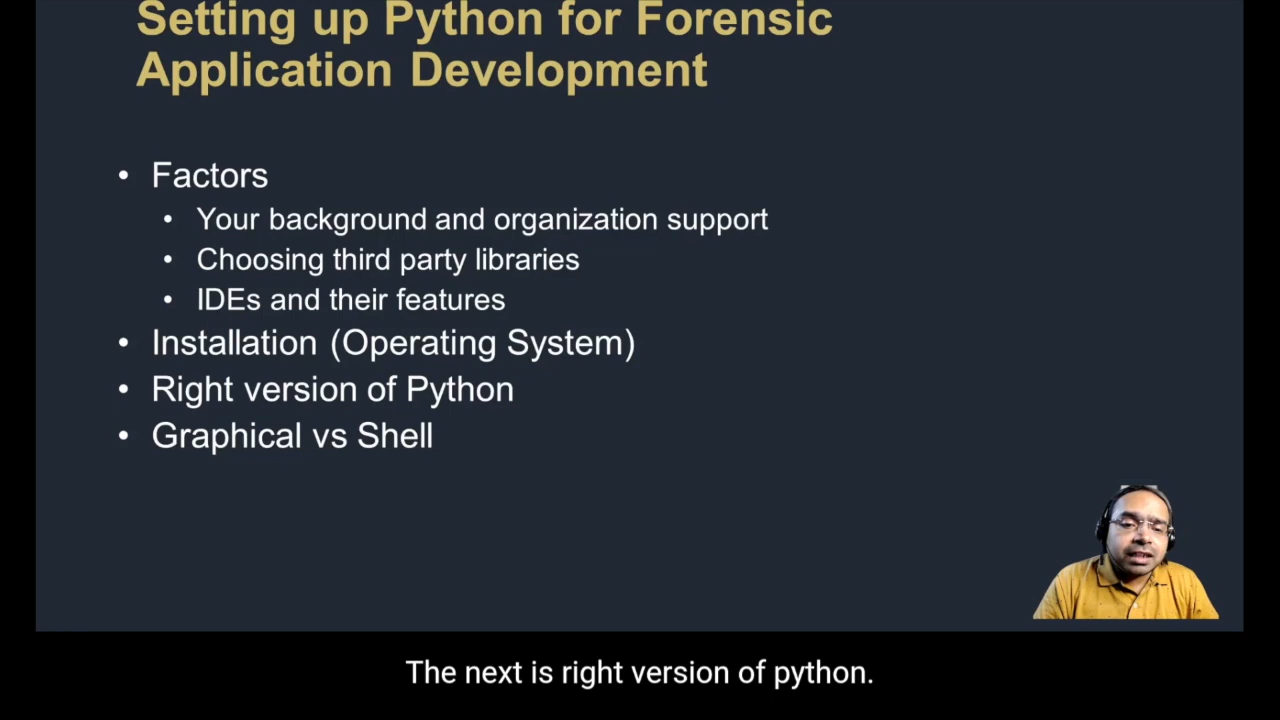 Setting up Python for Forensic
Application Development
• Factors
• Your background and organization support
• Choosing third party libraries
• IDEs and their features
• Installation (Operating System)
• Right version of Python
• Graphical vs Shell
The next is right version of python.